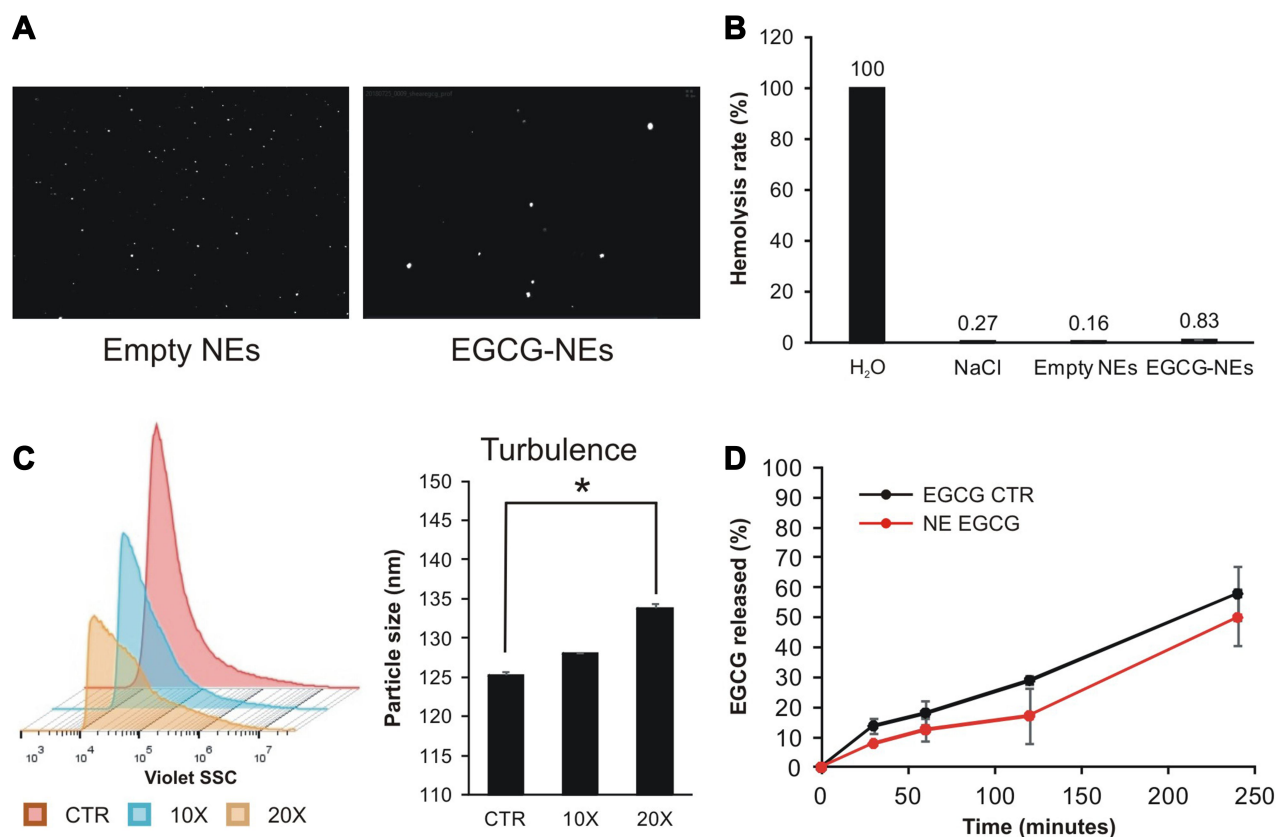 A
Empty NEs
EGCG-NEs
B
Hemolysis rate (%)
120
100
80
60
40
20
0
100
0.27
0.16
0.83
H₂O
NaCl
Empty NEs
EGCG-NEs
C
10³
10⁴
10⁵
10⁶
10⁷
Violet SSC
CTR
10X
20X
Turbulence
Particle size (nm)
150
145
140
135
130
125
120
115
110
*
CTR
10X
20X
D
EGCG released (%)
100
90
80
70
60
50
40
30
20
10
0
EGCG CTR
NE EGCG
0
50
100
150
200
250
Time (minutes)